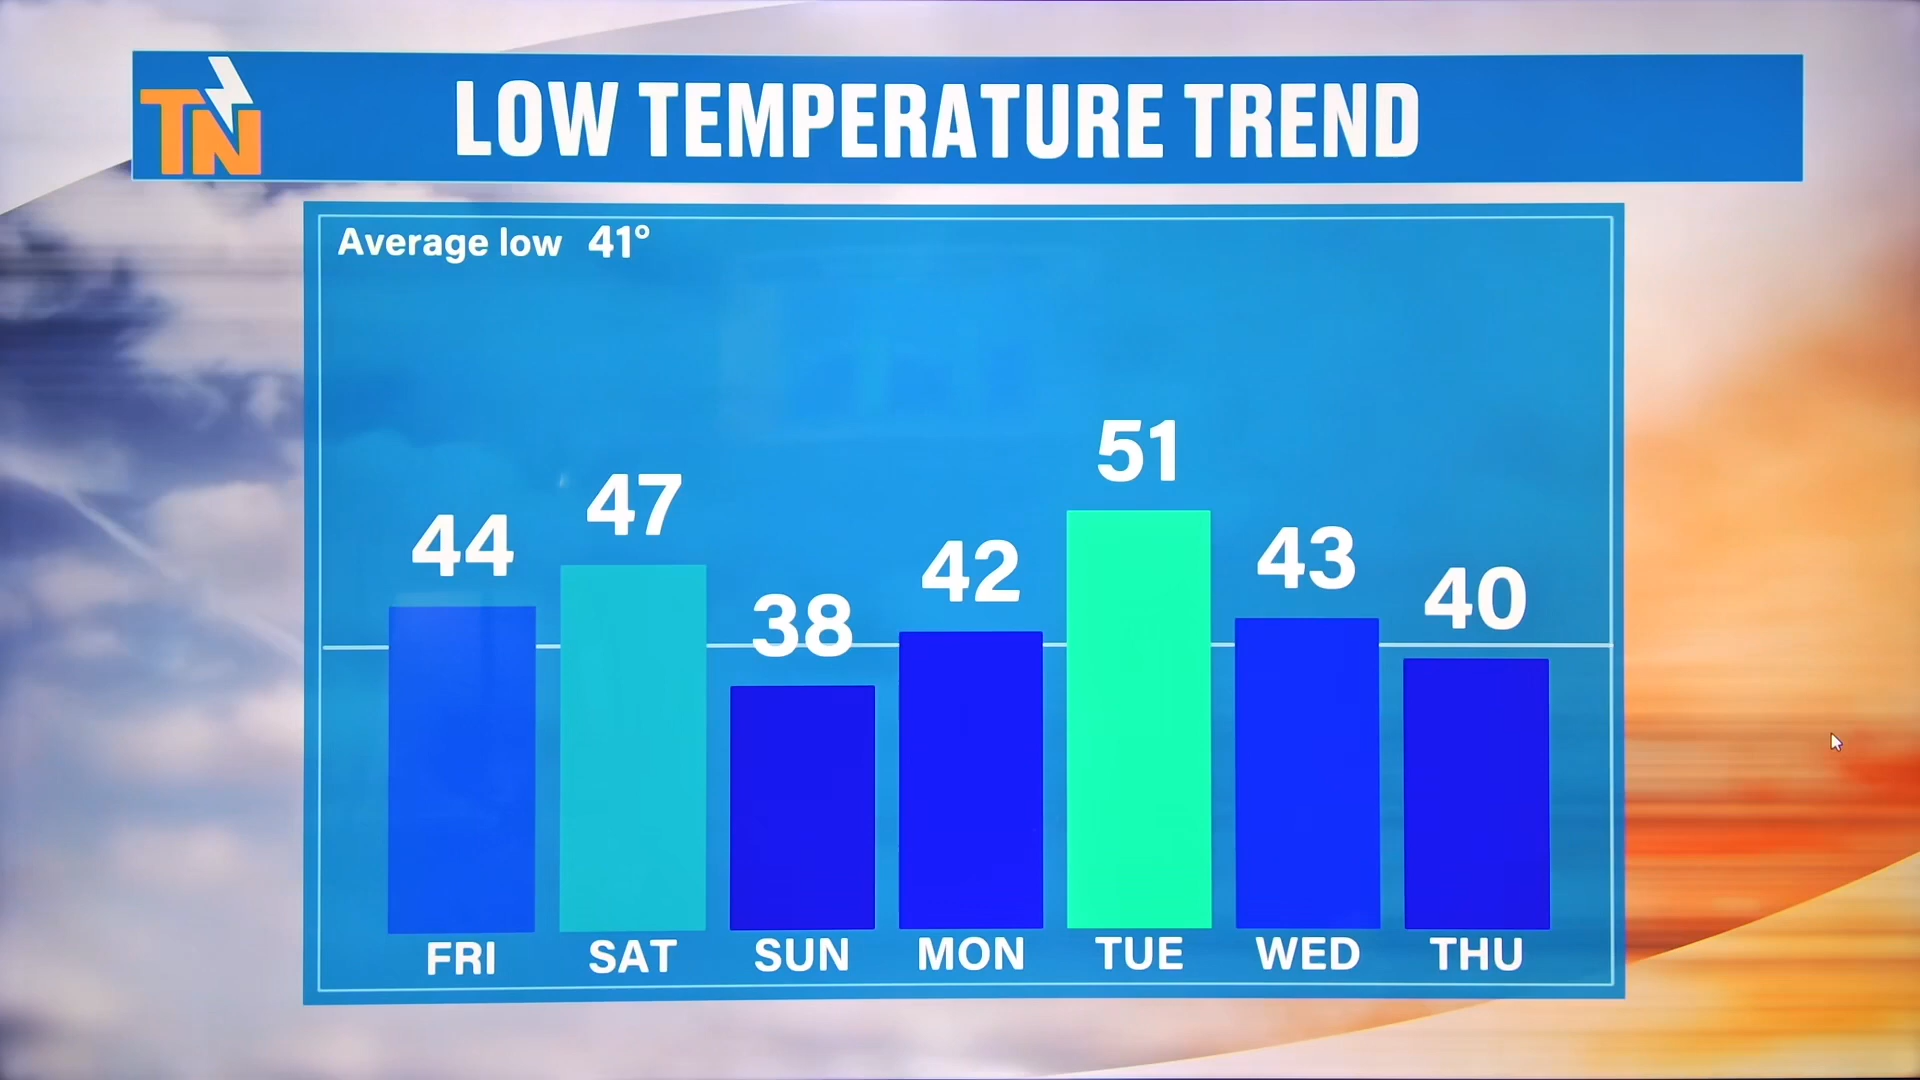 TN
LOW TEMPERATURE TREND
Average low 41°
44 47 38 42 51 43 40
FRI SAT SUN MON TUE WED THU